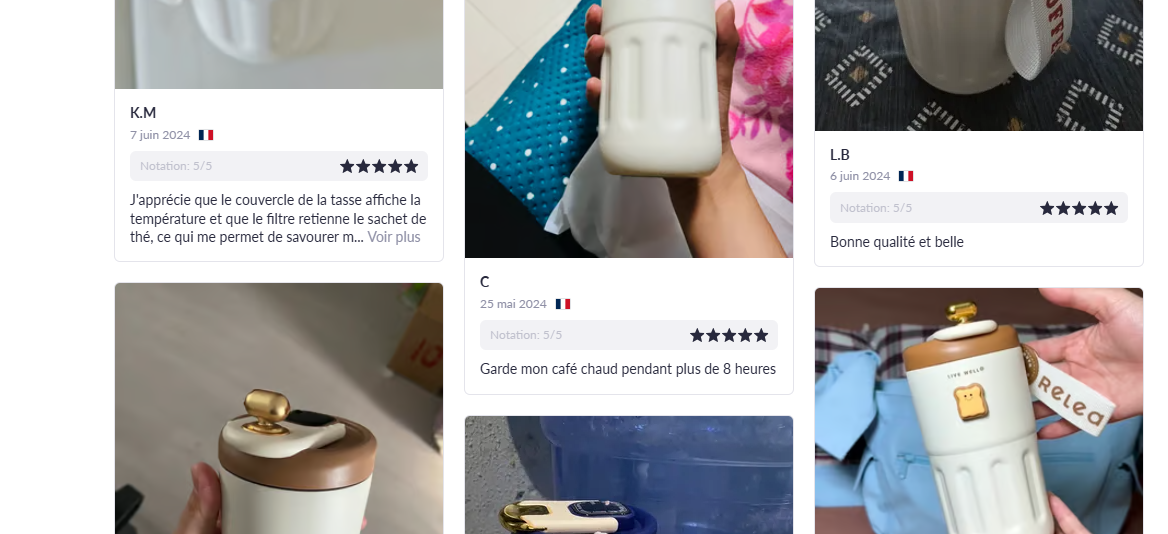 K.M
7 juin 2024
Notation: 5/5
J'apprécie que le couvercle de la tasse affiche la
température et que le filtre retienne le sachet de
thé, ce qui me permet de savourer m... Voir plus
C
25 mai 2024
Notation: 5/5
Garde mon café chaud pendant plus de 8 heures
L.B
6 juin 2024
Notation: 5/5
Bonne qualité et belle
LIVE WELLO
Relea